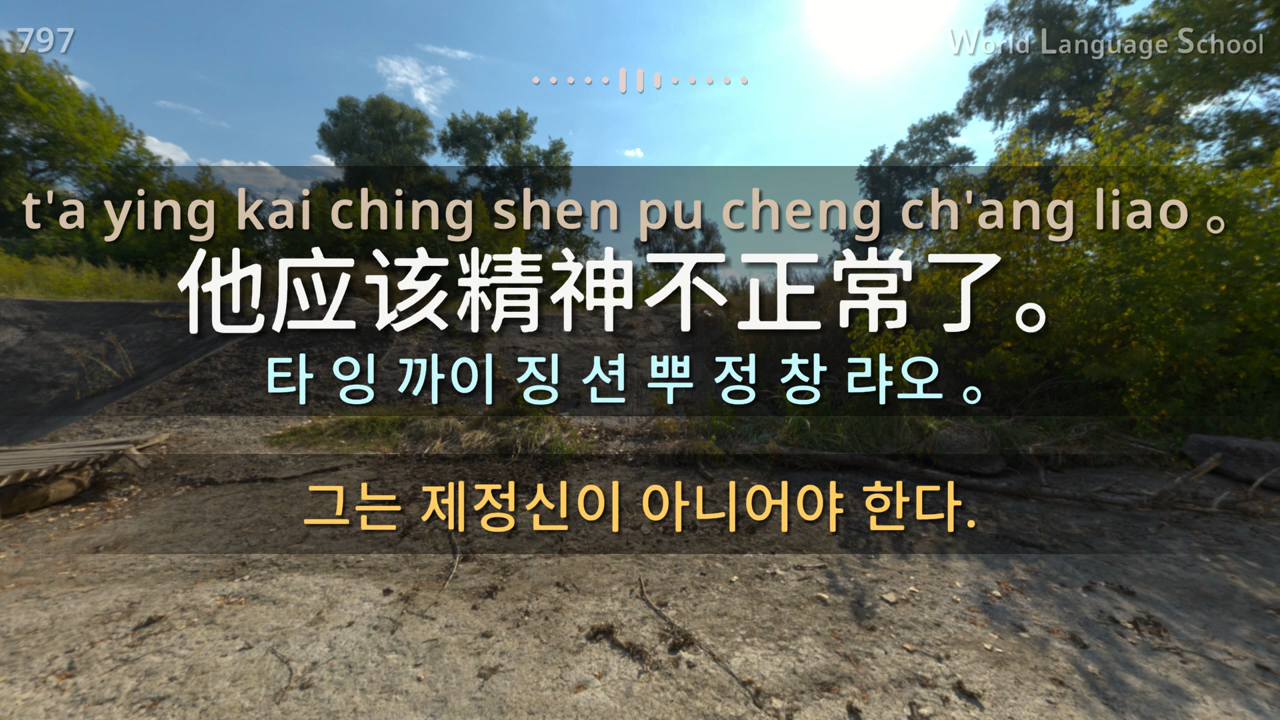 797
World Language School
t'a ying kai ching shen pu cheng ch'ang liao 。
他应该精神不正常了。
타 잉 까이 징 션 뿌 정 창 랴오 。
그는 제정신이 아니어야 한다.